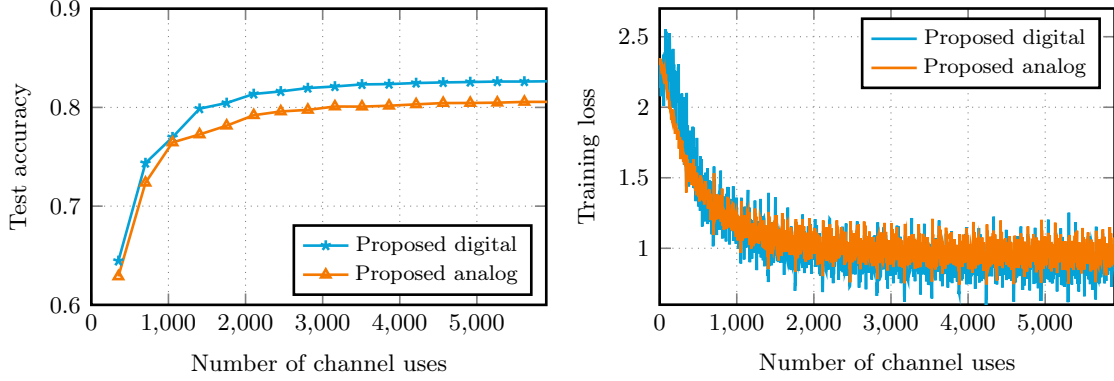 0.9
0.8
0.7
0.6
Test accuracy
0
1,000
2,000
3,000
4,000
5,000
Number of channel uses
Proposed digital
Proposed analog
2.5
2
1.5
1
Training loss
0
1,000
2,000
3,000
4,000
5,000
Number of channel uses
Proposed digital
Proposed analog